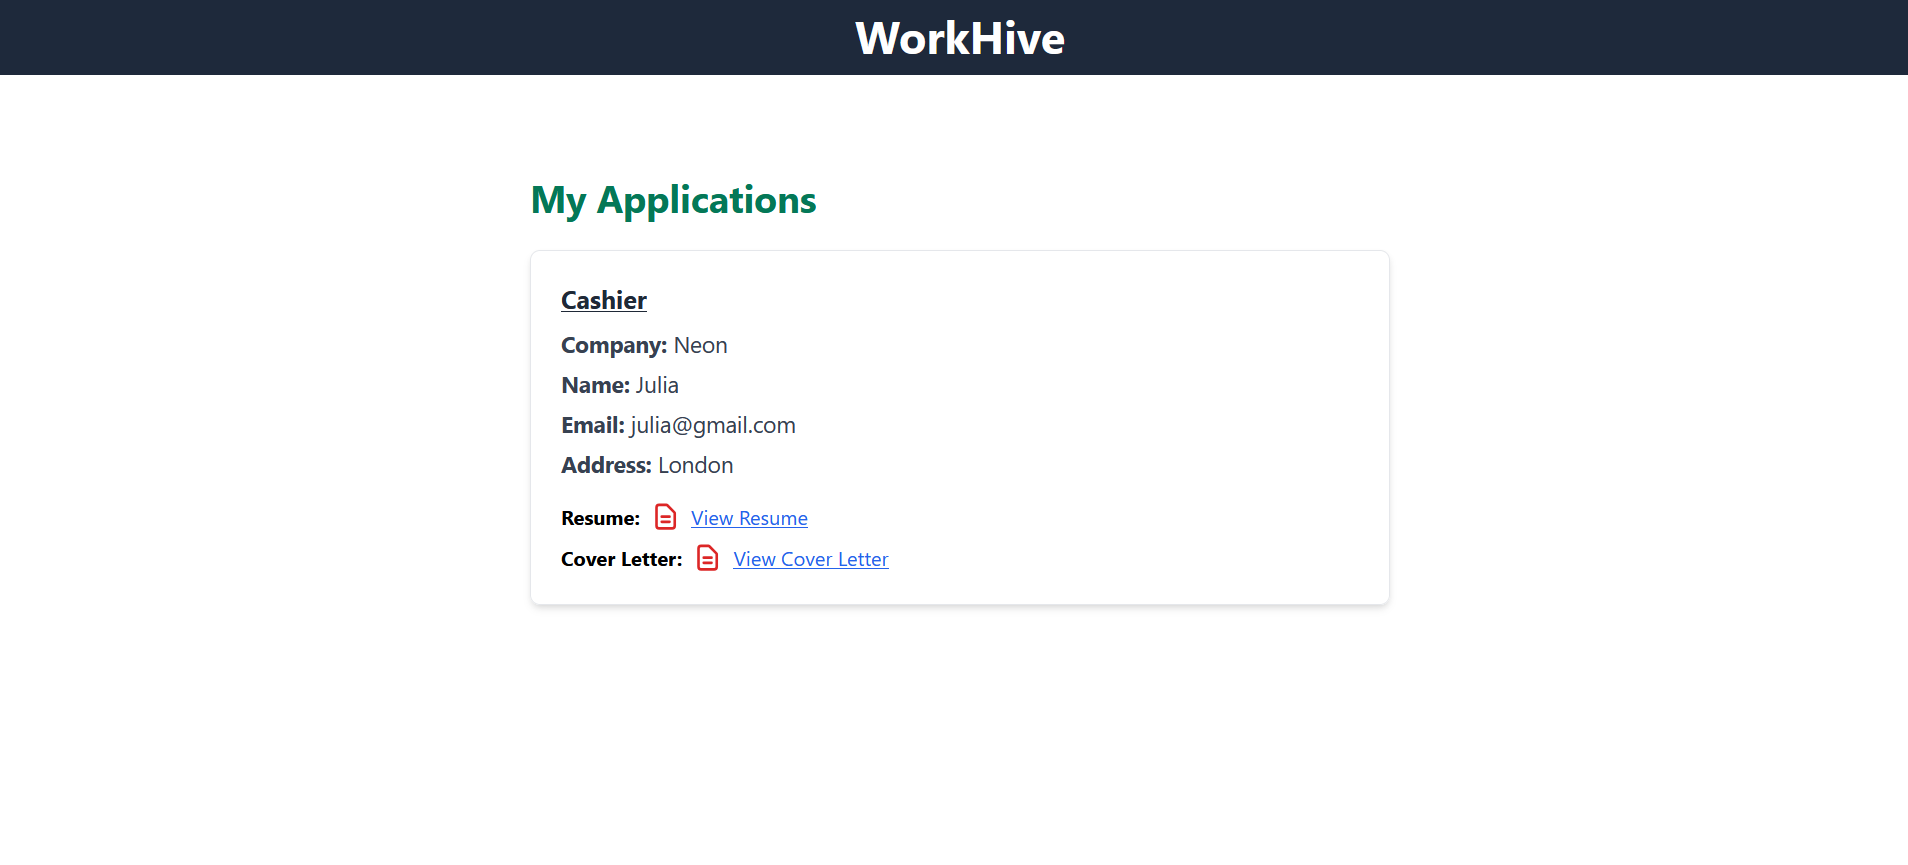 WorkHive
My Applications
Cashier
Company: Neon
Name: Julia
Email: julia@gmail.com
Address: London
Resume: View Resume
Cover Letter: View Cover Letter